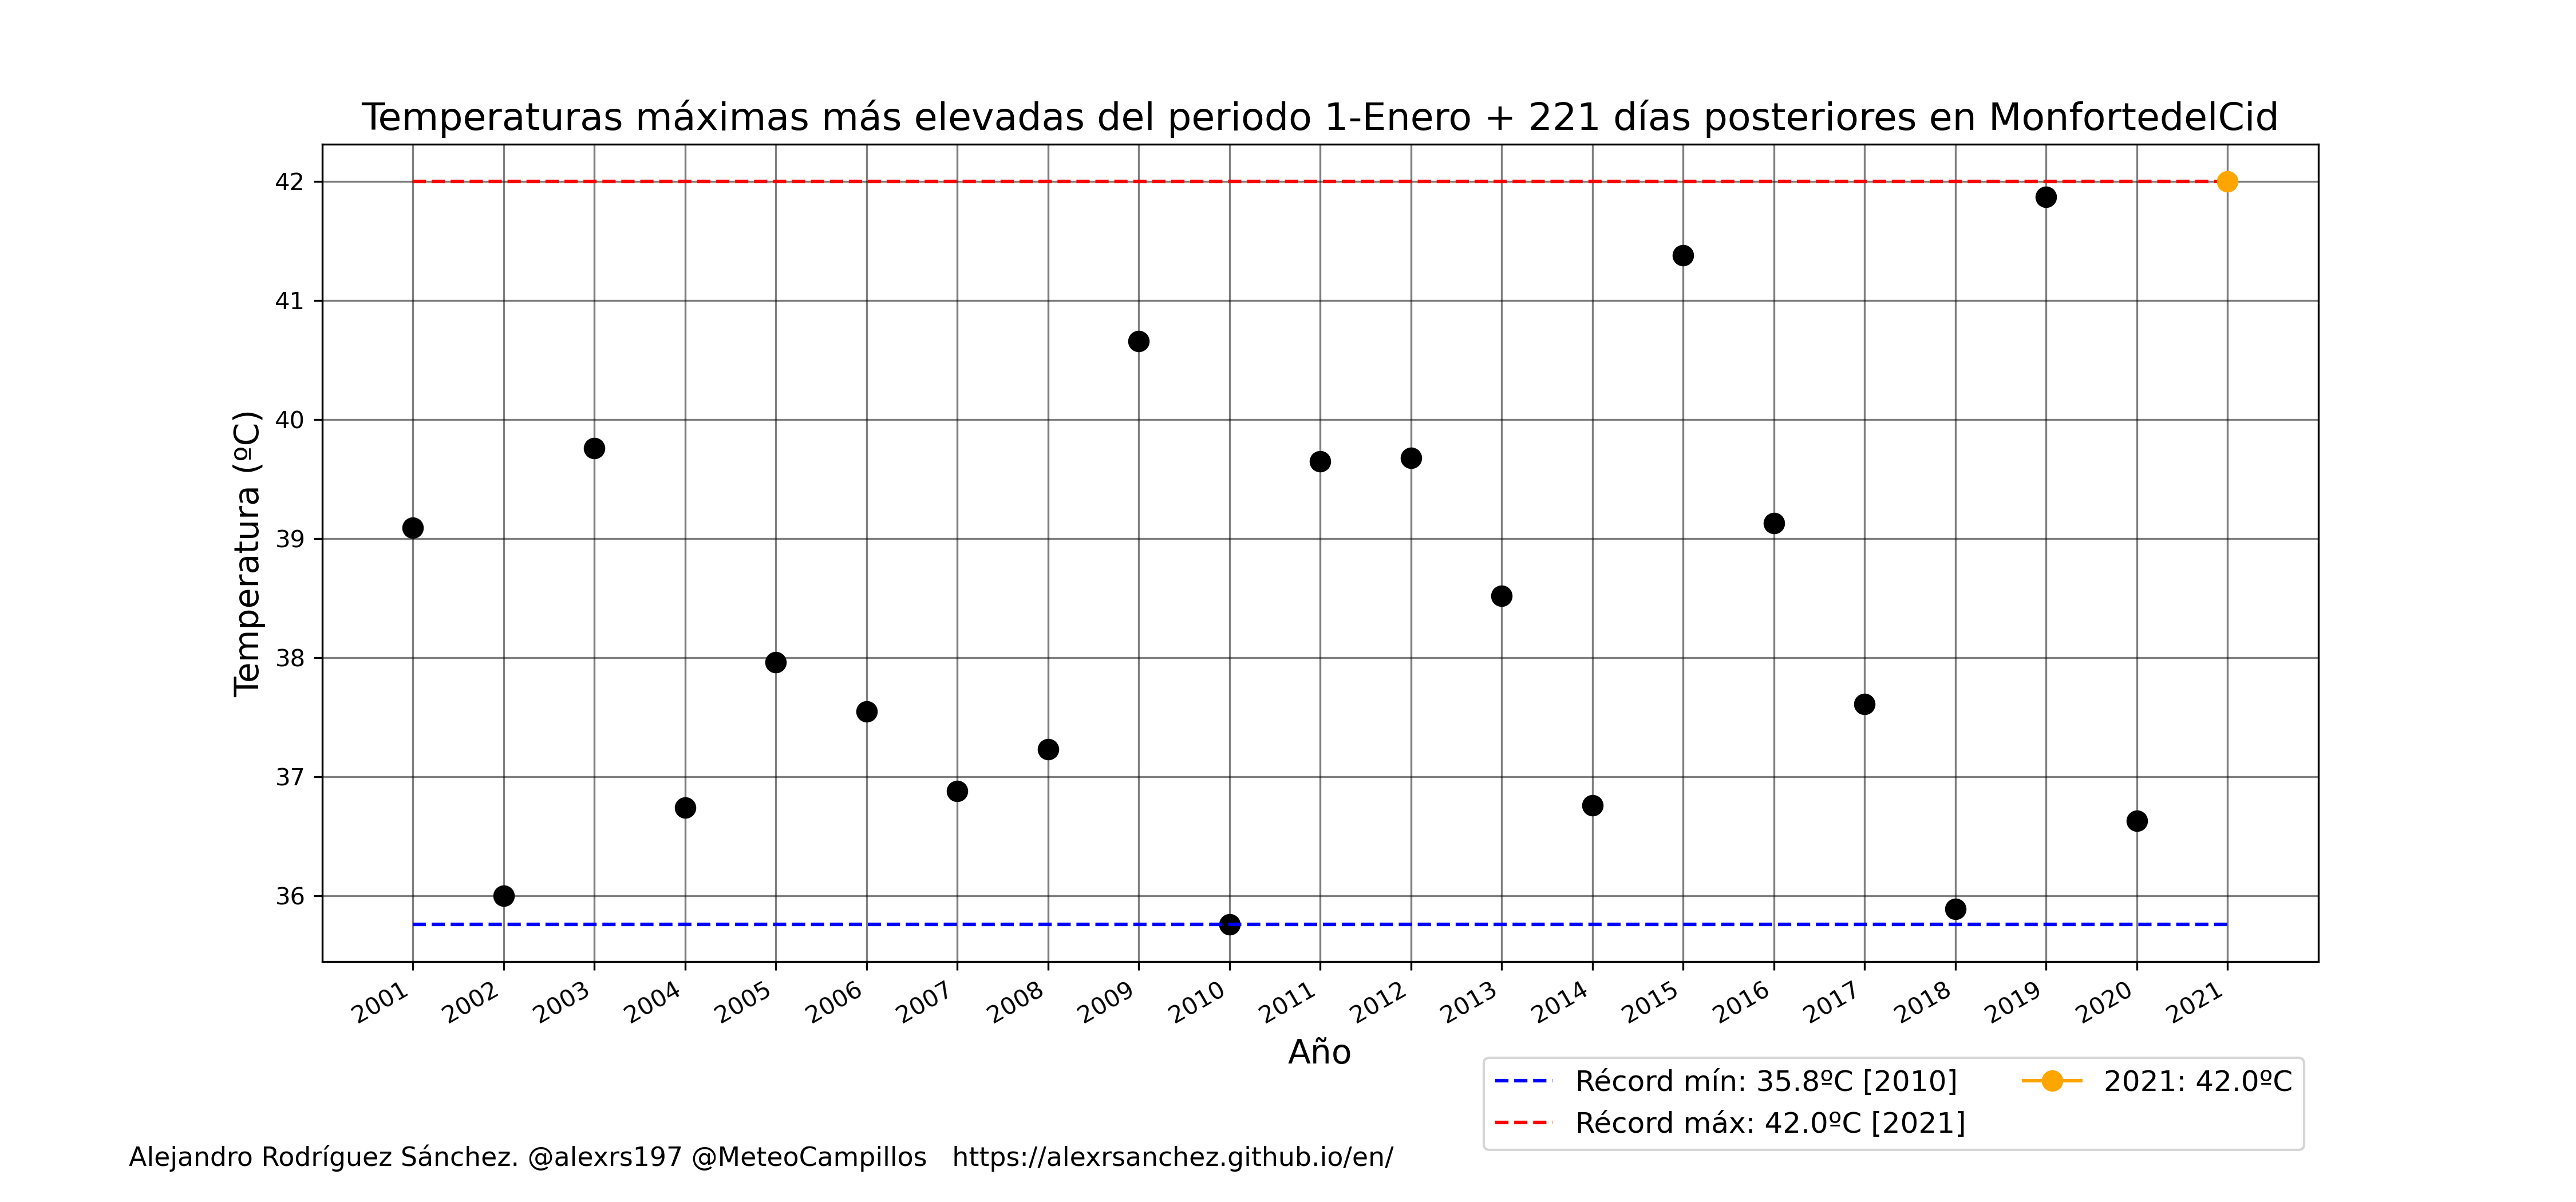 Temperaturas máximas más elevadas del periodo 1-Enero + 221 días posteriores en MonfortedelCid
Temperatura (ºC)
42
41
40
39
38
37
36
2001 2002 2003 2004 2005 2006 2007 2008 2009 2010 2011 2012 2013 2014 2015 2016 2017 2018 2019 2020 2021
Año
Récord mín: 35.8ºC [2010]
Récord máx: 42.0ºC [2021]
2021: 42.0ºC
Alejandro Rodríguez Sánchez. @alexrs197 @MeteoCampillos https://alexrsanchez.github.io/en/